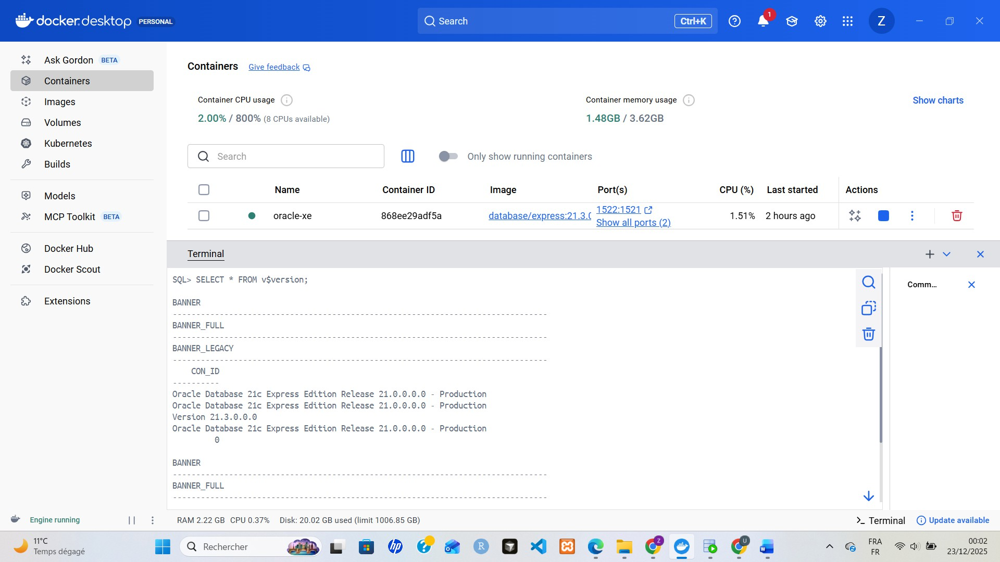 docker.desktop PERSONAL
Search
Ctrl+K
1
Z
Ask Gordon BETA
Containers
Images
Volumes
Kubernetes
Builds
Models
MCP Toolkit BETA
Docker Hub
Docker Scout
Extensions
Containers Give feedback
Container CPU usage
2.00% / 800% (8 CPUs available)
Container memory usage
1.48GB / 3.62GB
Show charts
Search
Only show running containers
Name Container ID Image Port(s) CPU (%) Last started Actions
oracle-xe 868ee29adf5a database/express:21.3.0 1522:1521 1.51% 2 hours ago
Show all ports (2)
Terminal
SQL> SELECT * FROM v$version;
BANNER
--------------------------------------------------------------------------------
BANNER_FULL
--------------------------------------------------------------------------------
BANNER_LEGACY
--------------------------------------------------------------------------------
CON_ID
----------
Oracle Database 21c Express Edition Release 21.0.0.0.0 - Production
Oracle Database 21c Express Edition Release 21.0.0.0.0 - Production
Version 21.3.0.0.0
Oracle Database 21c Express Edition Release 21.0.0.0.0 - Production
0
BANNER
--------------------------------------------------------------------------------
BANNER_FULL
--------------------------------------------------------------------------------
Comm...
Engine running
RAM 2.22 GB CPU 0.37% Disk: 20.02 GB used (limit 1006.85 GB)
>_ Terminal
Update available
11°C
Temps dégagé
Rechercher
hp
?
R
Z
U
W
FRA
FR
00:02
23/12/2025